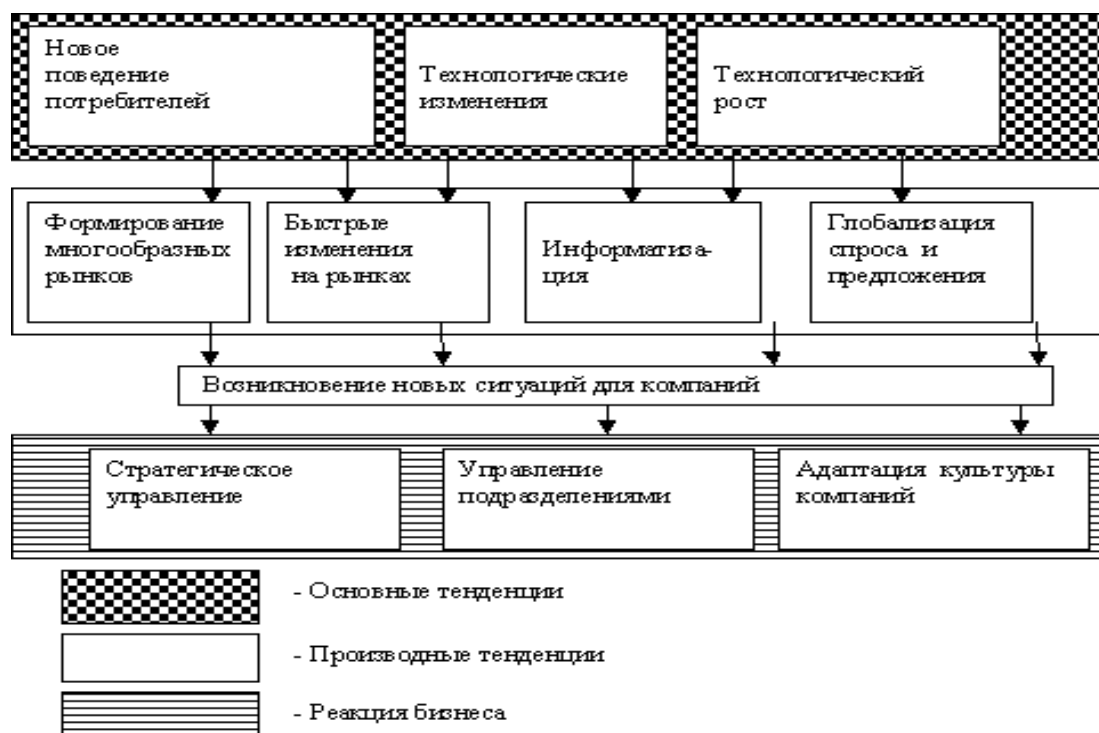 Новое
поведение
потребителей
Технологические
изменения
Технологический
рост
Формирование
многообразных
рынков
Быстрые
изменения
на рынках
Информатиза-
ция
Глобализация
спроса и
предложения
Возникновение новых ситуаций для компаний
Стратегическое
управление
Управление
подразделениями
Адаптация культуры
компаний
- Основные тенденции
- Производные тенденции
- Реакция бизнеса